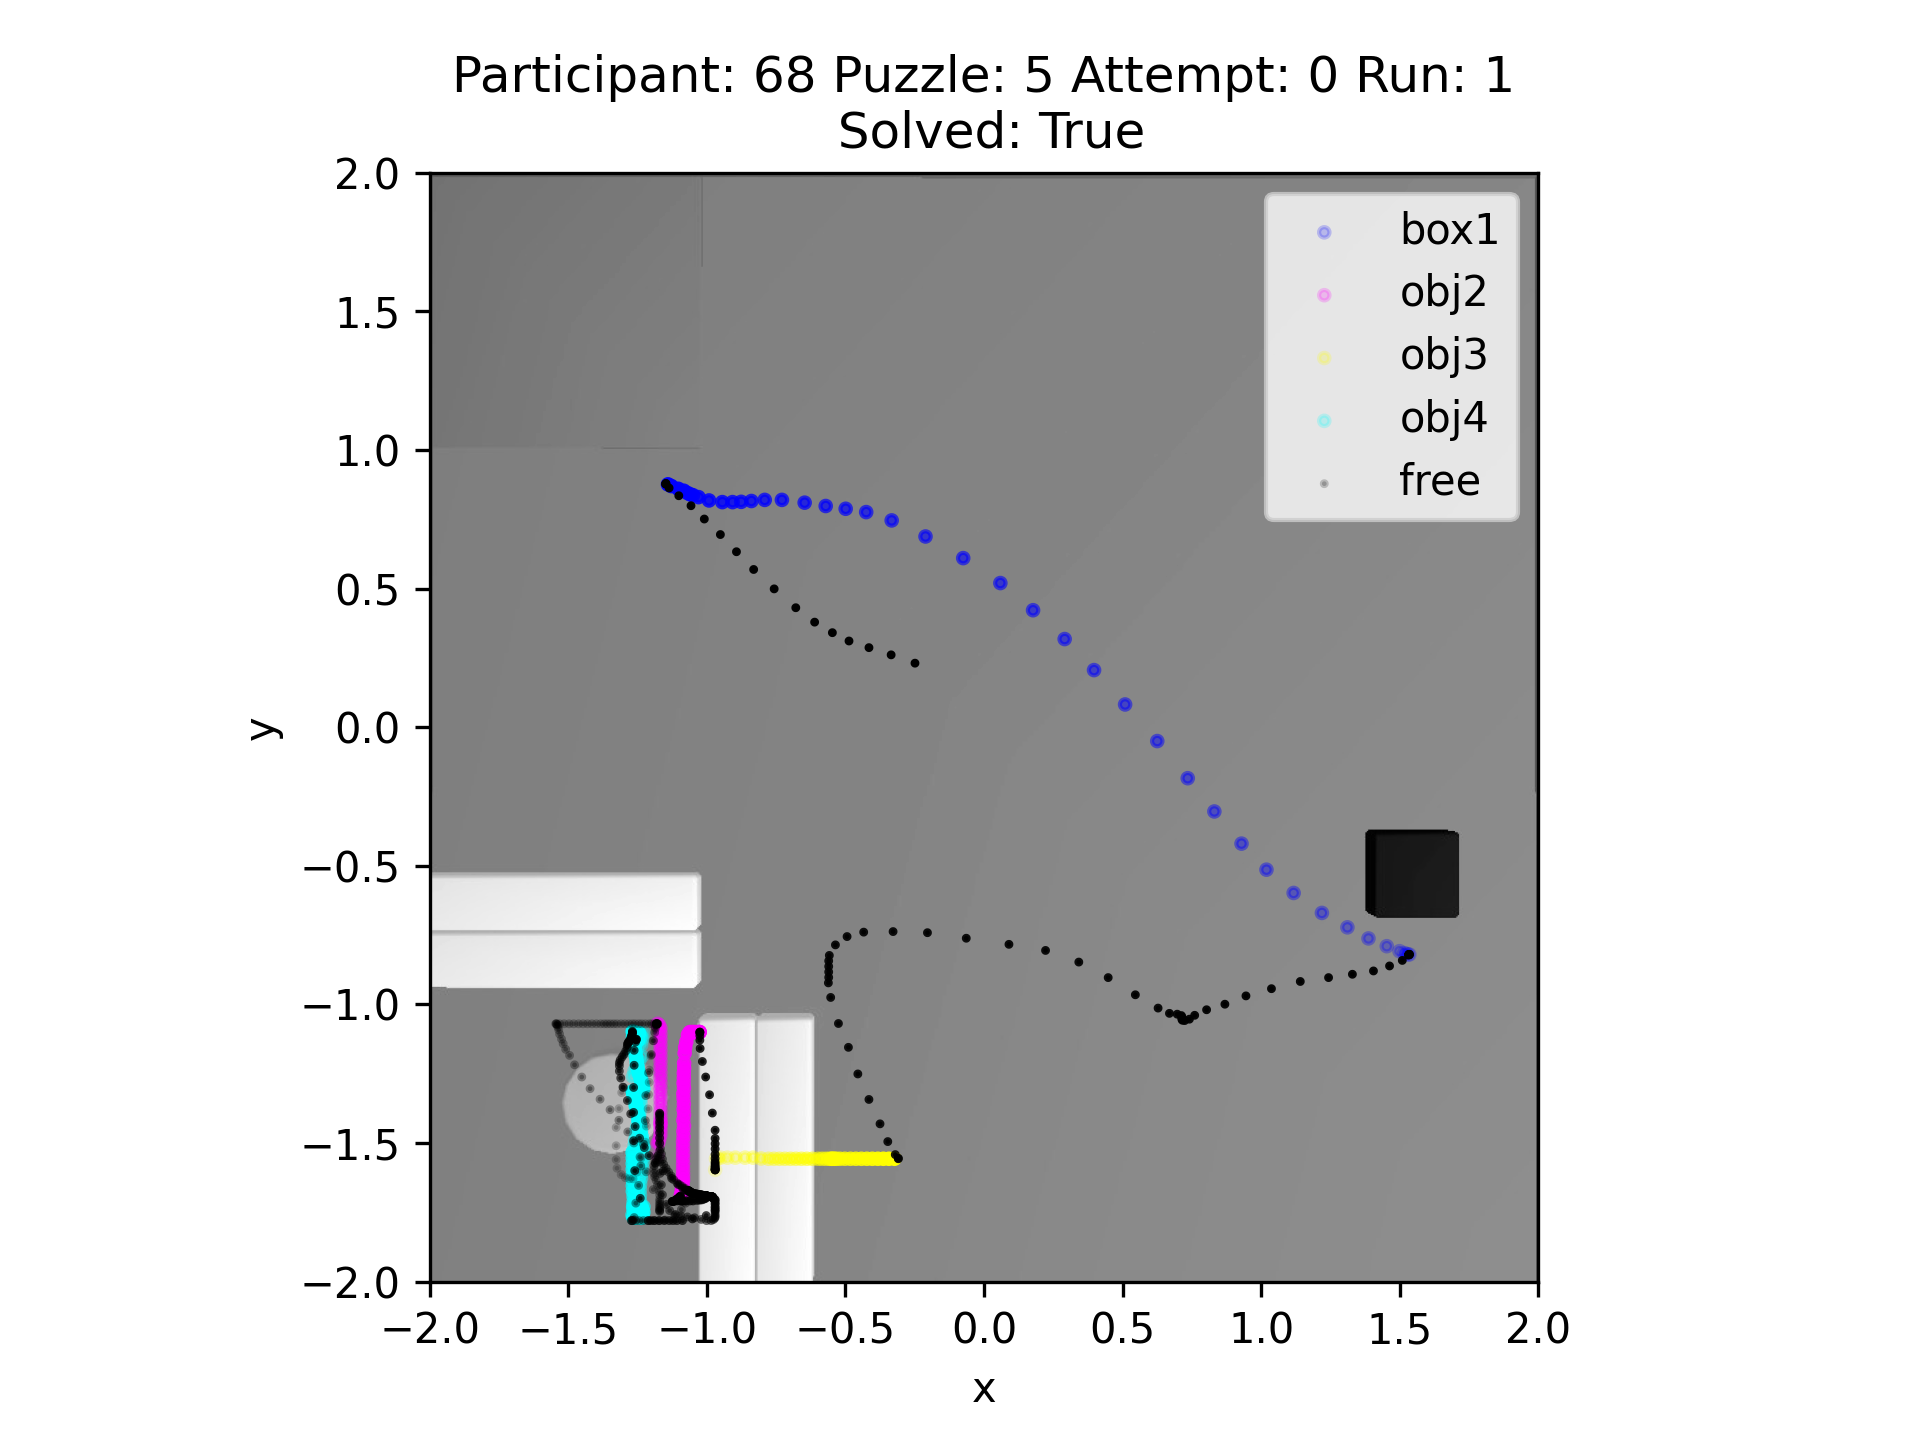 Participant: 68 Puzzle: 5 Attempt: 0 Run: 1
Solved: True
2.0
1.5
1.0
0.5
0.0
−0.5
−1.0
−1.5
−2.0
y
box1
obj2
obj3
obj4
free
−2.0 −1.5 −1.0 −0.5 0.0 0.5 1.0 1.5 2.0
x